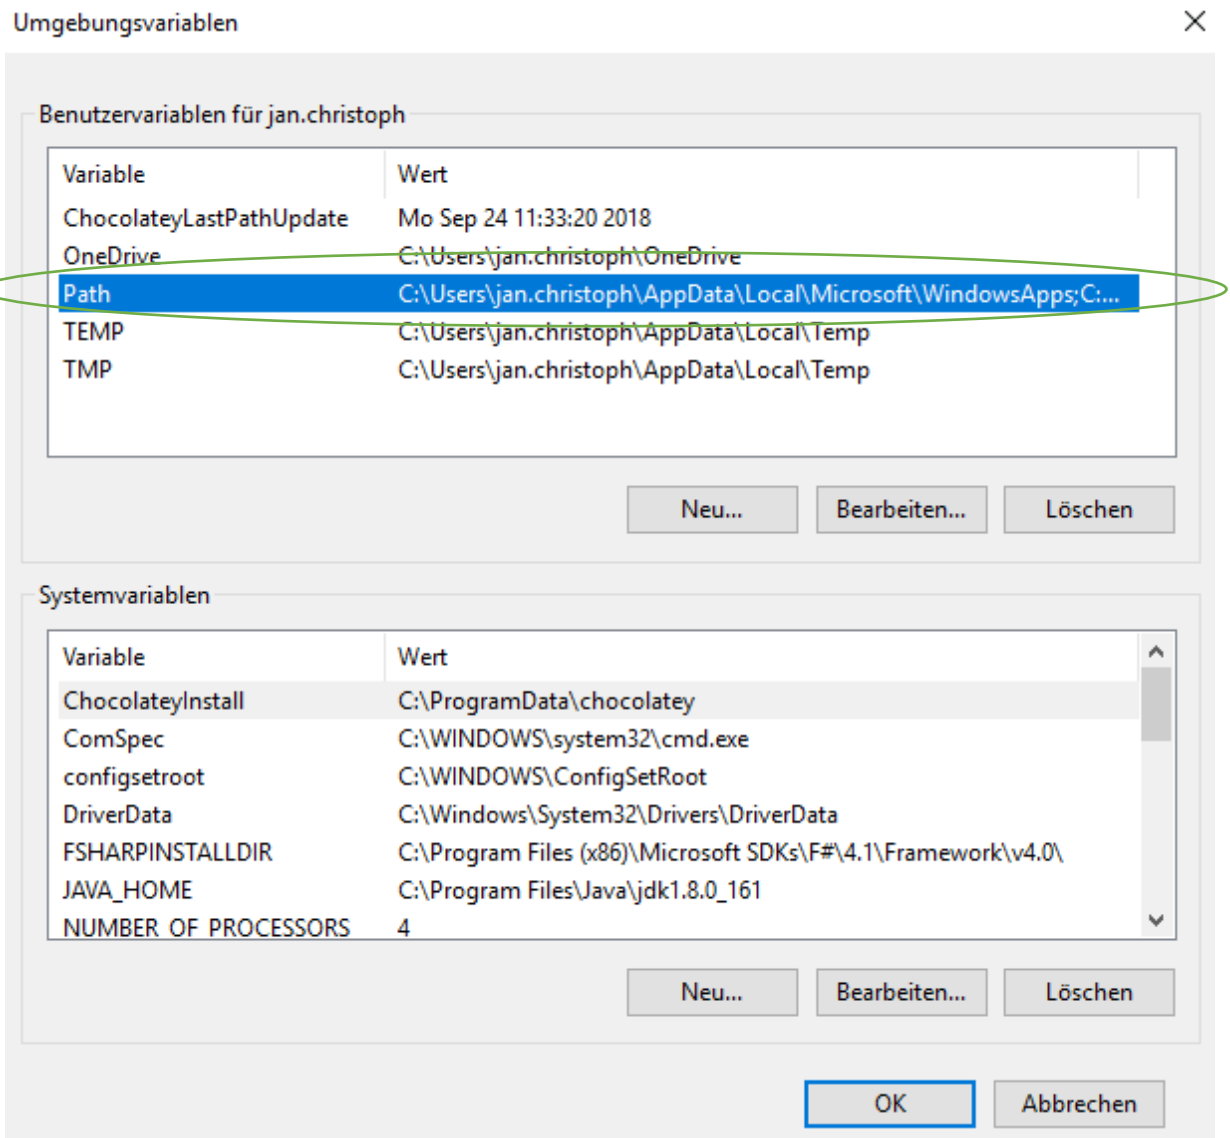 Umgebungsvariablen
Benutzervariablen für jan.christoph
Variable Wert
ChocolateyLastPathUpdate Mo Sep 24 11:33:20 2018
OneDrive C:\Users\jan.christoph\OneDrive
Path C:\Users\jan.christoph\AppData\Local\Microsoft\WindowsApps;C:...
TEMP C:\Users\jan.christoph\AppData\Local\Temp
TMP C:\Users\jan.christoph\AppData\Local\Temp
Neu... Bearbeiten... Löschen
Systemvariablen
Variable Wert
ChocolateyInstall C:\ProgramData\chocolatey
ComSpec C:\WINDOWS\system32\cmd.exe
configsetroot C:\WINDOWS\ConfigSetRoot
DriverData C:\Windows\System32\Drivers\DriverData
FSHARPINSTALLDIR C:\Program Files (x86)\Microsoft SDKs\F#\4.1\Framework\v4.0\
JAVA_HOME C:\Program Files\Java\jdk1.8.0_161
NUMBER_OF_PROCESSORS 4
Neu... Bearbeiten... Löschen
OK Abbrechen